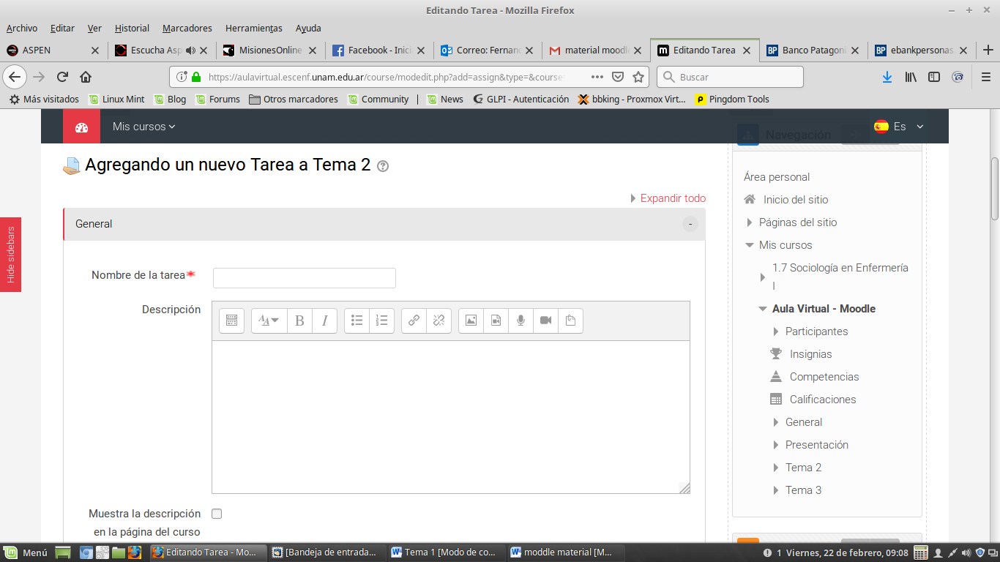 Editando Tarea - Mozilla Firefox
Archivo Editar Ver Historial Marcadores Herramientas Ayuda
ASPEN Escucha Asp MisionesOnline Facebook - Inici Correo: Fernan material moodl Editando Tarea Banco Patagoni ebankpersonas
https://aulavirtual.escenf.unam.edu.ar/course/modedit.php?add=assign&type=&course Buscar
Más visitados Linux Mint Blog Forums Otros marcadores Community | News GLPI - Autenticación bbking - Proxmox Virt... Pingdom Tools
Mis cursos Es
Navegación
Agregando un nuevo Tarea a Tema 2
Expandir todo
General -
Nombre de la tarea
Descripción
Muestra la descripción
en la página del curso
Hide sidebars
Área personal
Inicio del sitio
Páginas del sitio
Mis cursos
1.7 Sociología en Enfermería
I
Aula Virtual - Moodle
Participantes
Insignias
Competencias
Calificaciones
General
Presentación
Tema 2
Tema 3
Menú Editando Tarea - Mo... [Bandeja de entrada... Tema 1 [Modo de co... moddle material [M... 1 Viernes, 22 de febrero, 09:08